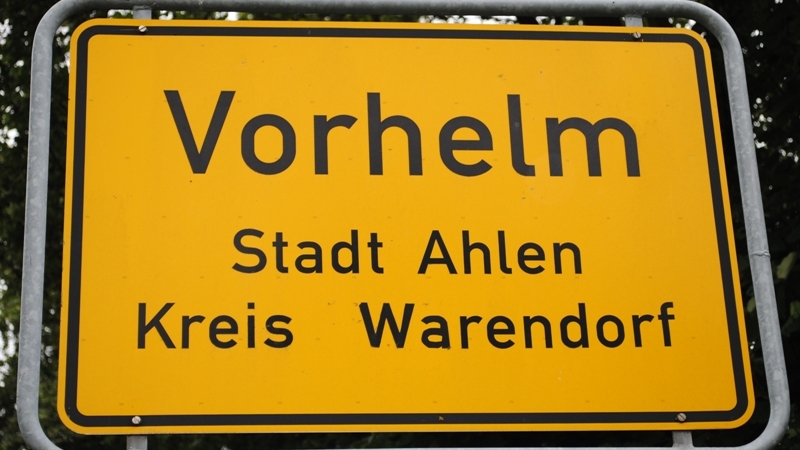 Vorhelm
Stadt Ahlen
Kreis Warendorf